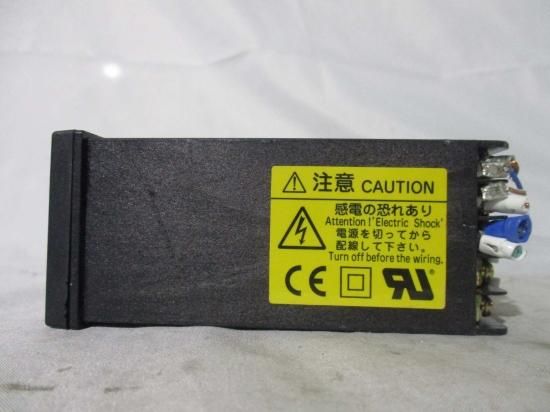 注意 CAUTION
感電の恐れあり
Attention!'Electric Shock'
電源を切ってから
配線して下さい。
Turn off before the wiring.
CE